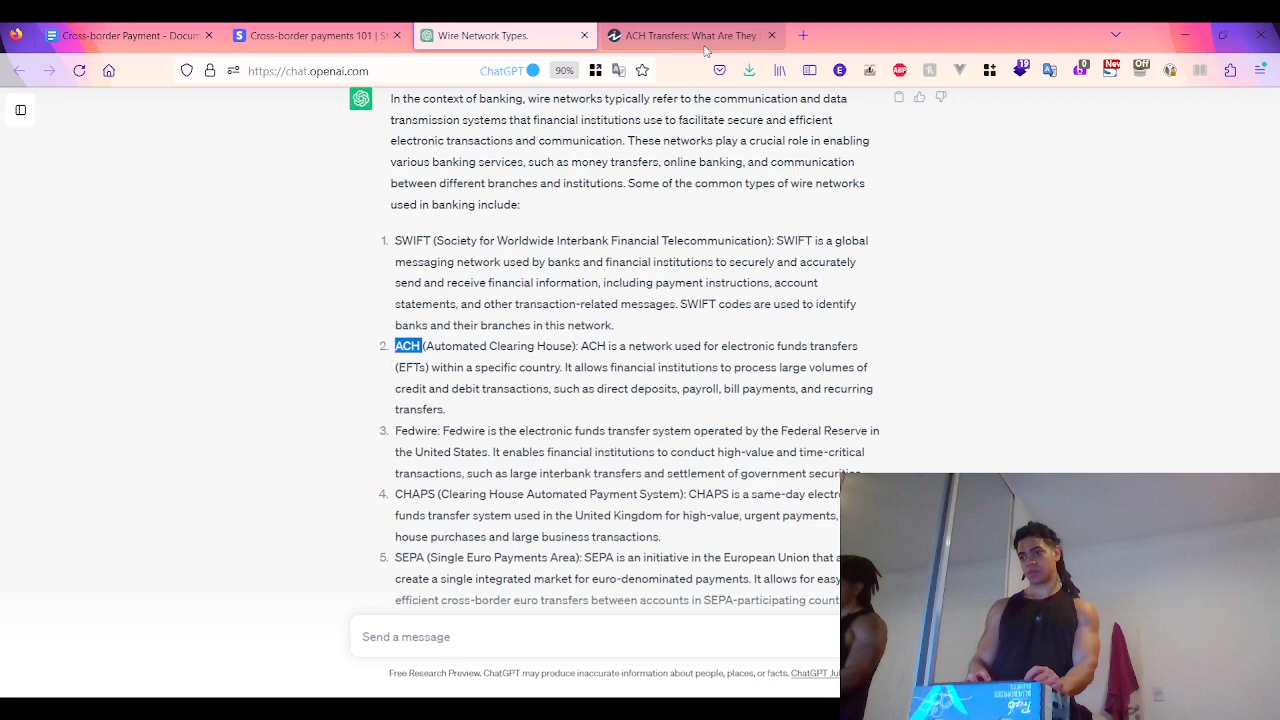 Cross-border Payment - Docum
Cross-border payments 101 | St
Wire Network Types.
ACH Transfers: What Are They
https://chat.openai.com
ChatGPT
90%
19
New
0
Off
In the context of banking, wire networks typically refer to the communication and data
transmission systems that financial institutions use to facilitate secure and efficient
electronic transactions and communication. These networks play a crucial role in enabling
various banking services, such as money transfers, online banking, and communication
between different branches and institutions. Some of the common types of wire networks
used in banking include:
1. SWIFT (Society for Worldwide Interbank Financial Telecommunication): SWIFT is a global
messaging network used by banks and financial institutions to securely and accurately
send and receive financial information, including payment instructions, account
statements, and other transaction-related messages. SWIFT codes are used to identify
banks and their branches in this network.
2. ACH (Automated Clearing House): ACH is a network used for electronic funds transfers
(EFTs) within a specific country. It allows financial institutions to process large volumes of
credit and debit transactions, such as direct deposits, payroll, bill payments, and recurring
transfers.
3. Fedwire: Fedwire is the electronic funds transfer system operated by the Federal Reserve in
the United States. It enables financial institutions to conduct high-value and time-critical
transactions, such as large interbank transfers and settlement of government securities.
4. CHAPS (Clearing House Automated Payment System): CHAPS is a same-day electro
funds transfer system used in the United Kingdom for high-value, urgent payments,
house purchases and large business transactions.
5. SEPA (Single Euro Payments Area): SEPA is an initiative in the European Union that a
create a single integrated market for euro-denominated payments. It allows for easy
efficient cross-border euro transfers between accounts in SEPA-participating count
Send a message
Free Research Preview. ChatGPT may produce inaccurate information about people, places, or facts. ChatGPT Jul